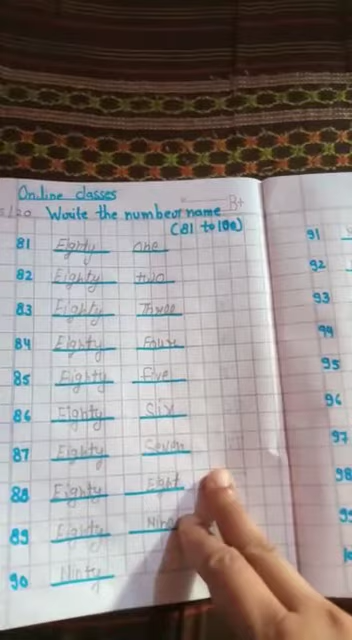 Online classes
Write the number name
(81 to 100)
81 Eighty one
82 Eighty two
83 Eighty Three
84 Eighty Four
85 Eighty Five
86 Eighty Six
87 Eighty Seven
88 Eighty Eight
89 Eighty Nine
90 Ninty
91
92
93
94
95
96
97
98